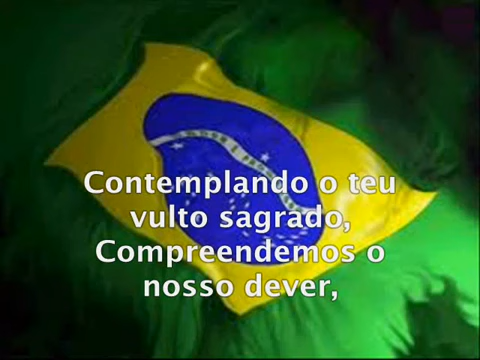 Contemplando o teu
vulto sagrado,
Compreendemos o
nosso dever,